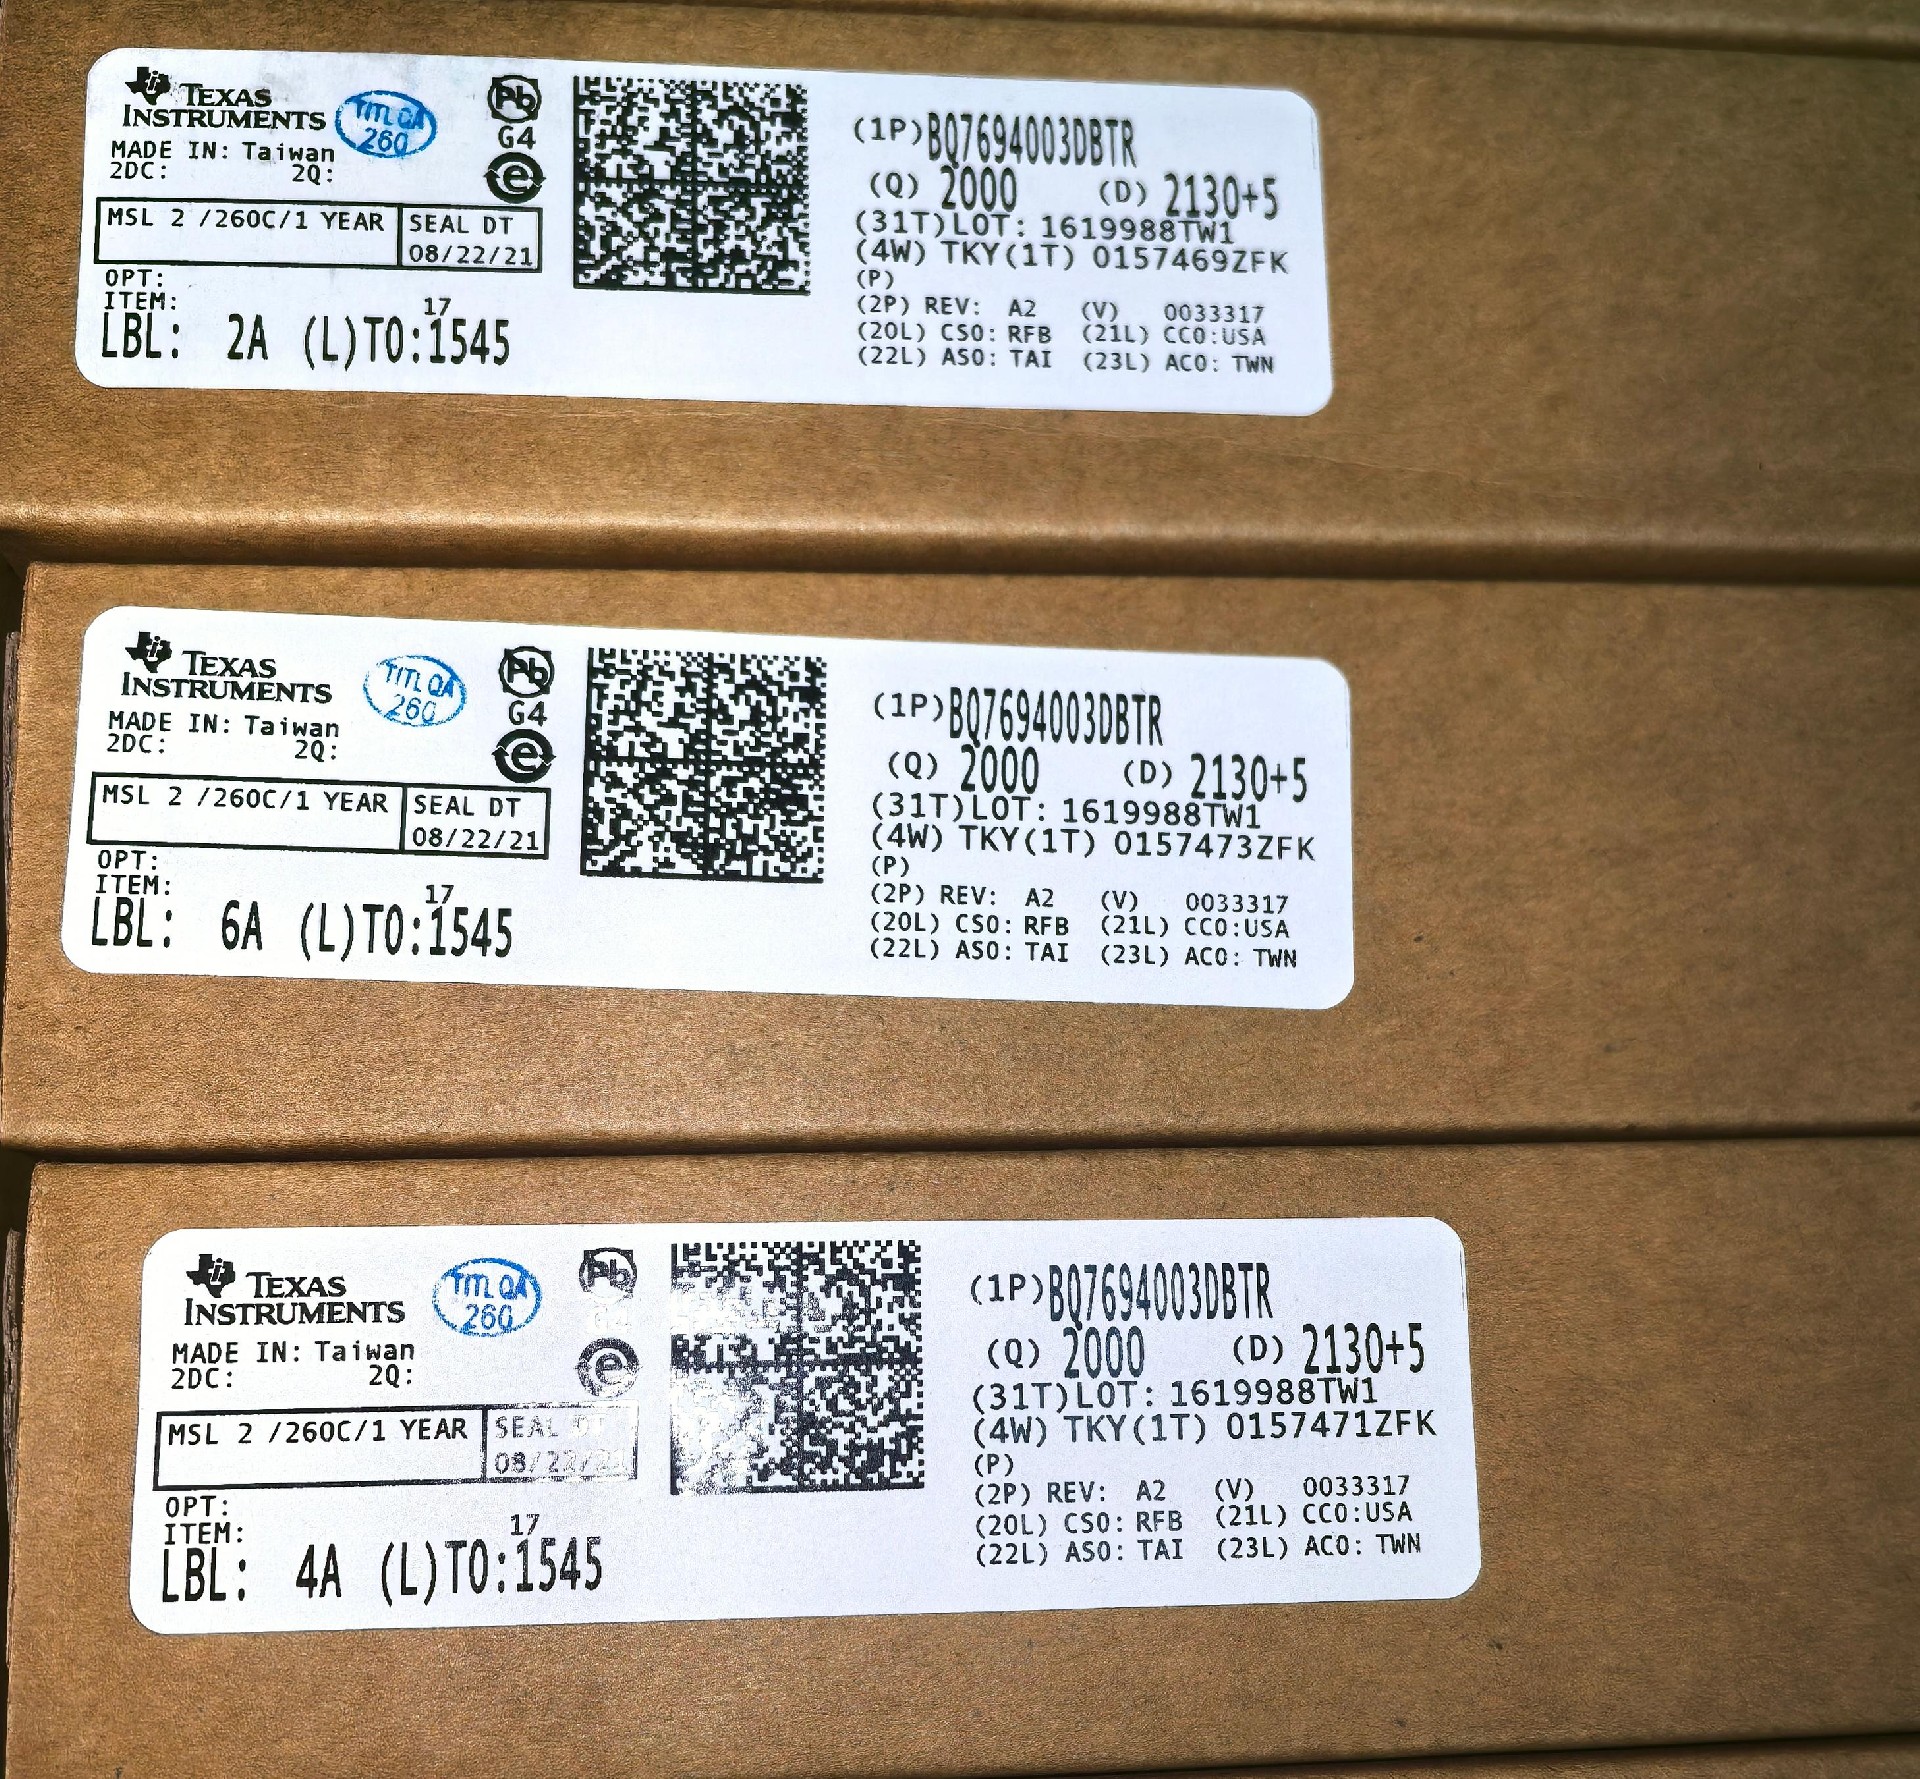 TEXAS
INSTRUMENTS
TITL QA
260
Pb
G4
e
MADE IN: Taiwan
2DC: 2Q:
MSL 2 /260C/1 YEAR
SEAL DT
08/22/21
OPT:
ITEM:
17
LBL: 2A (L)TO:1545
(1P)BQ7694003DBTR
(Q) 2000 (D) 2130+5
(31T)LOT: 1619988TW1
(4W) TKY(1T) 0157469ZFK
(P)
(2P) REV: A2 (V) 0033317
(20L) CSO: RFB (21L) CCO:USA
(22L) ASO: TAI (23L) ACO: TWN
TEXAS
INSTRUMENTS
TITL QA
260
Pb
G4
e
MADE IN: Taiwan
2DC: 2Q:
MSL 2 /260C/1 YEAR
SEAL DT
08/22/21
OPT:
ITEM:
17
LBL: 6A (L)TO:1545
(1P)BQ7694003DBTR
(Q) 2000 (D) 2130+5
(31T)LOT: 1619988TW1
(4W) TKY(1T) 0157473ZFK
(P)
(2P) REV: A2 (V) 0033317
(20L) CSO: RFB (21L) CCO:USA
(22L) ASO: TAI (23L) ACO: TWN
TEXAS
INSTRUMENTS
TITL QA
260
Pb
e
MADE IN: Taiwan
2DC: 2Q:
MSL 2 /260C/1 YEAR
SEAL DT
08/22/21
OPT:
ITEM:
17
LBL: 4A (L)TO:1545
(1P)BQ7694003DBTR
(Q) 2000 (D) 2130+5
(31T)LOT: 1619988TW1
(4W) TKY(1T) 0157471ZFK
(P)
(2P) REV: A2 (V) 0033317
(20L) CSO: RFB (21L) CCO:USA
(22L) ASO: TAI (23L) ACO: TWN